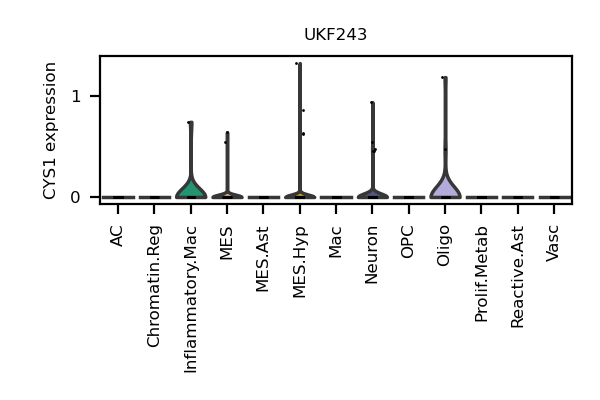 UKF243
CYS1 expression
1
0
AC
Chromatin.Reg
Inflammatory.Mac
MES
MES.Ast
MES.Hyp
Mac
Neuron
OPC
Oligo
Prolif.Metab
Reactive.Ast
Vasc